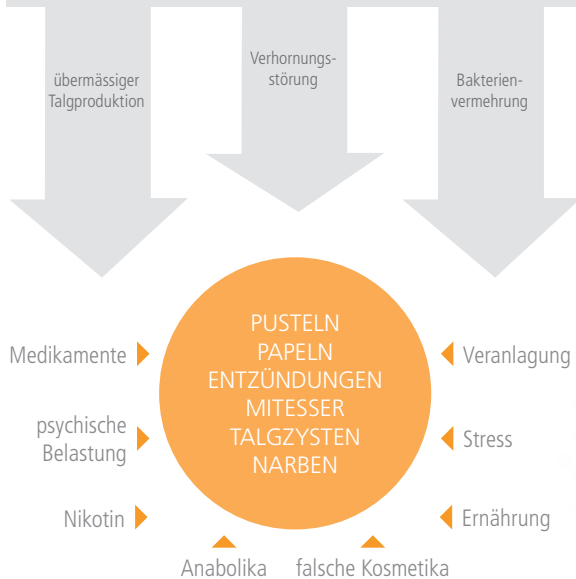 übermässiger
Talgproduktion
Verhornungs-
störung
Bakterien-
vermehrung
PUSTELN
PAPELN
ENTZÜNDUNGEN
MITESSER
TALGZYSTEN
NARBEN
Medikamente
psychische
Belastung
Nikotin
Veranlagung
Stress
Ernährung
Anabolika
falsche Kosmetika